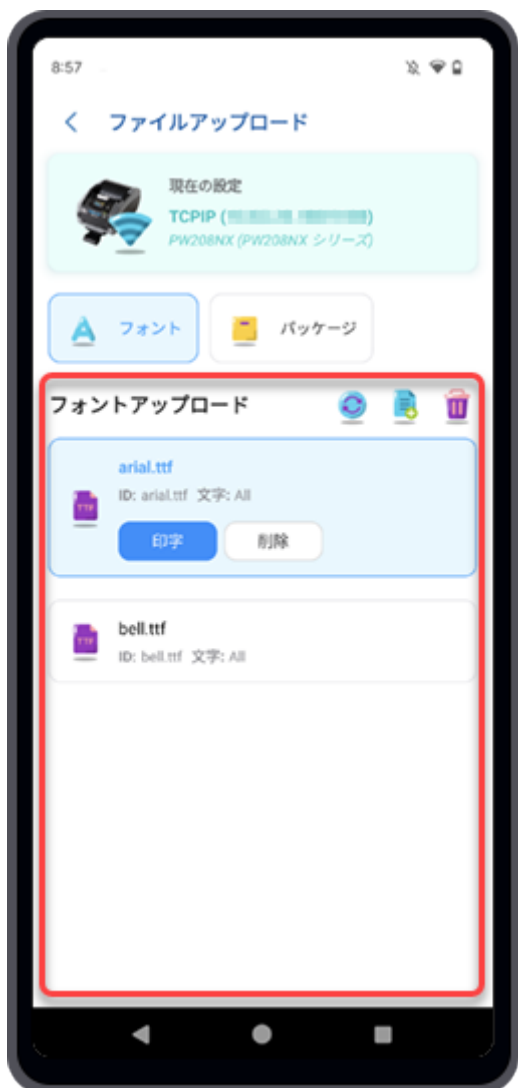 8:57
ファイルアップロード
現在の設定
TCPIP (
)
PW208NX (PW208NX シリーズ)
フォント
パッケージ
フォントアップロード
arial.ttf
TTF
ID: arial.ttf 文字: All
印字
削除
bell.ttf
TTF
ID: bell.ttf 文字: All